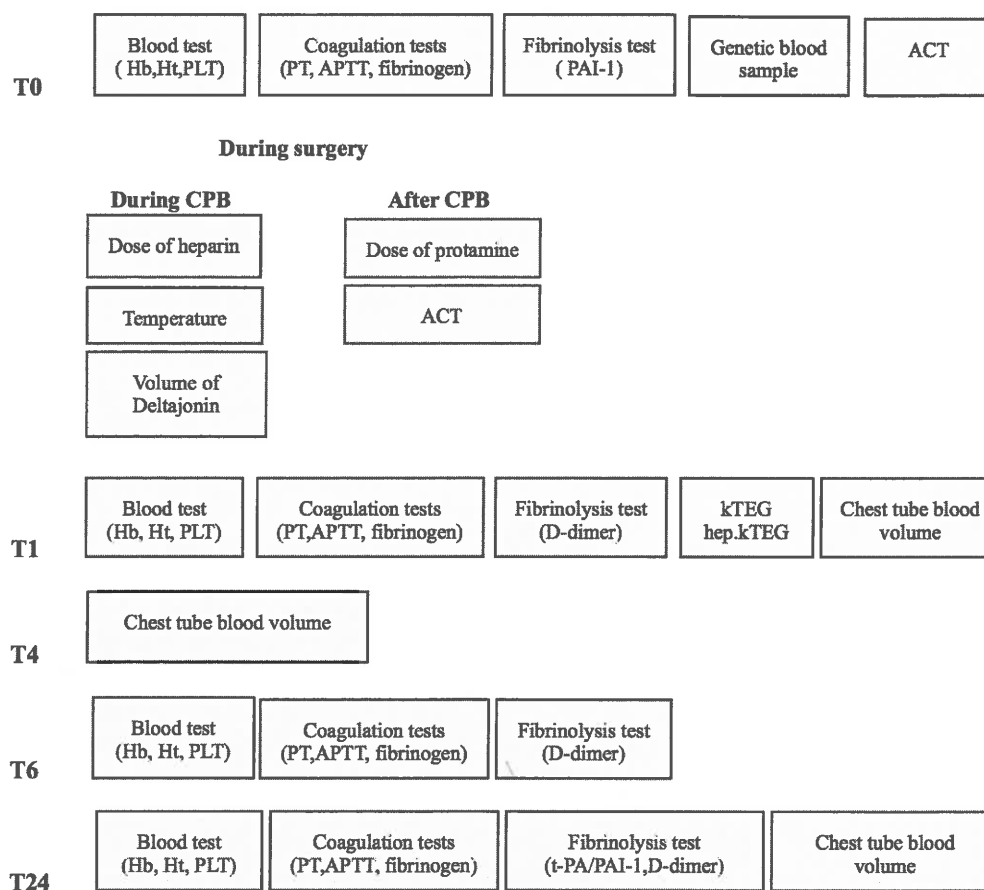 T0
Blood test
( Hb,Ht,PLT)
Coagulation tests
(PT, APTT, fibrinogen)
Fibrinolysis test
( PAI-1)
Genetic blood
sample
ACT
During surgery
During CPB
After CPB
Dose of heparin
Dose of protamine
Temperature
ACT
Volume of
Deltajonin
T1
Blood test
(Hb, Ht, PLT)
Coagulation tests
(PT,APTT, fibrinogen)
Fibrinolysis test
(D-dimer)
kTEG
hep.kTEG
Chest tube blood
volume
T4
Chest tube blood volume
T6
Blood test
(Hb, Ht, PLT)
Coagulation tests
(PT,APTT, fibrinogen)
Fibrinolysis test
(D-dimer)
T24
Blood test
(Hb, Ht, PLT)
Coagulation tests
(PT,APTT, fibrinogen)
Fibrinolysis test
(t-PA/PAI-1,D-dimer)
Chest tube blood
volume